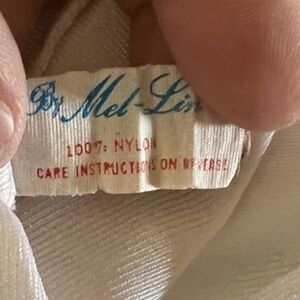 By Mel-Lin
100% NYLON
CARE INSTRUCTIONS ON REVERSE